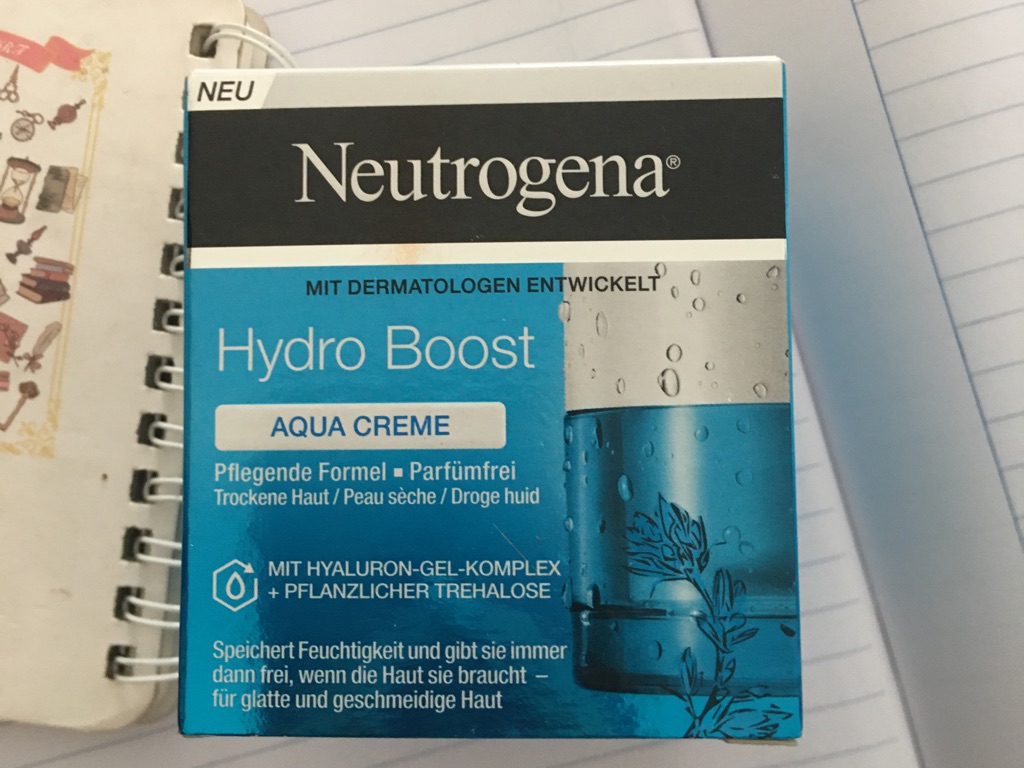 NEU
Neutrogena®
MIT DERMATOLOGEN ENTWICKELT
Hydro Boost
AQUA CREME
Pflegende Formel ▪ Parfümfrei
Trockene Haut / Peau sèche / Droge huid
MIT HYALURON-GEL-KOMPLEX
+ PFLANZLICHER TREHALOSE
Speichert Feuchtigkeit und gibt sie immer
dann frei, wenn die Haut sie braucht –
für glatte und geschmeidige Haut